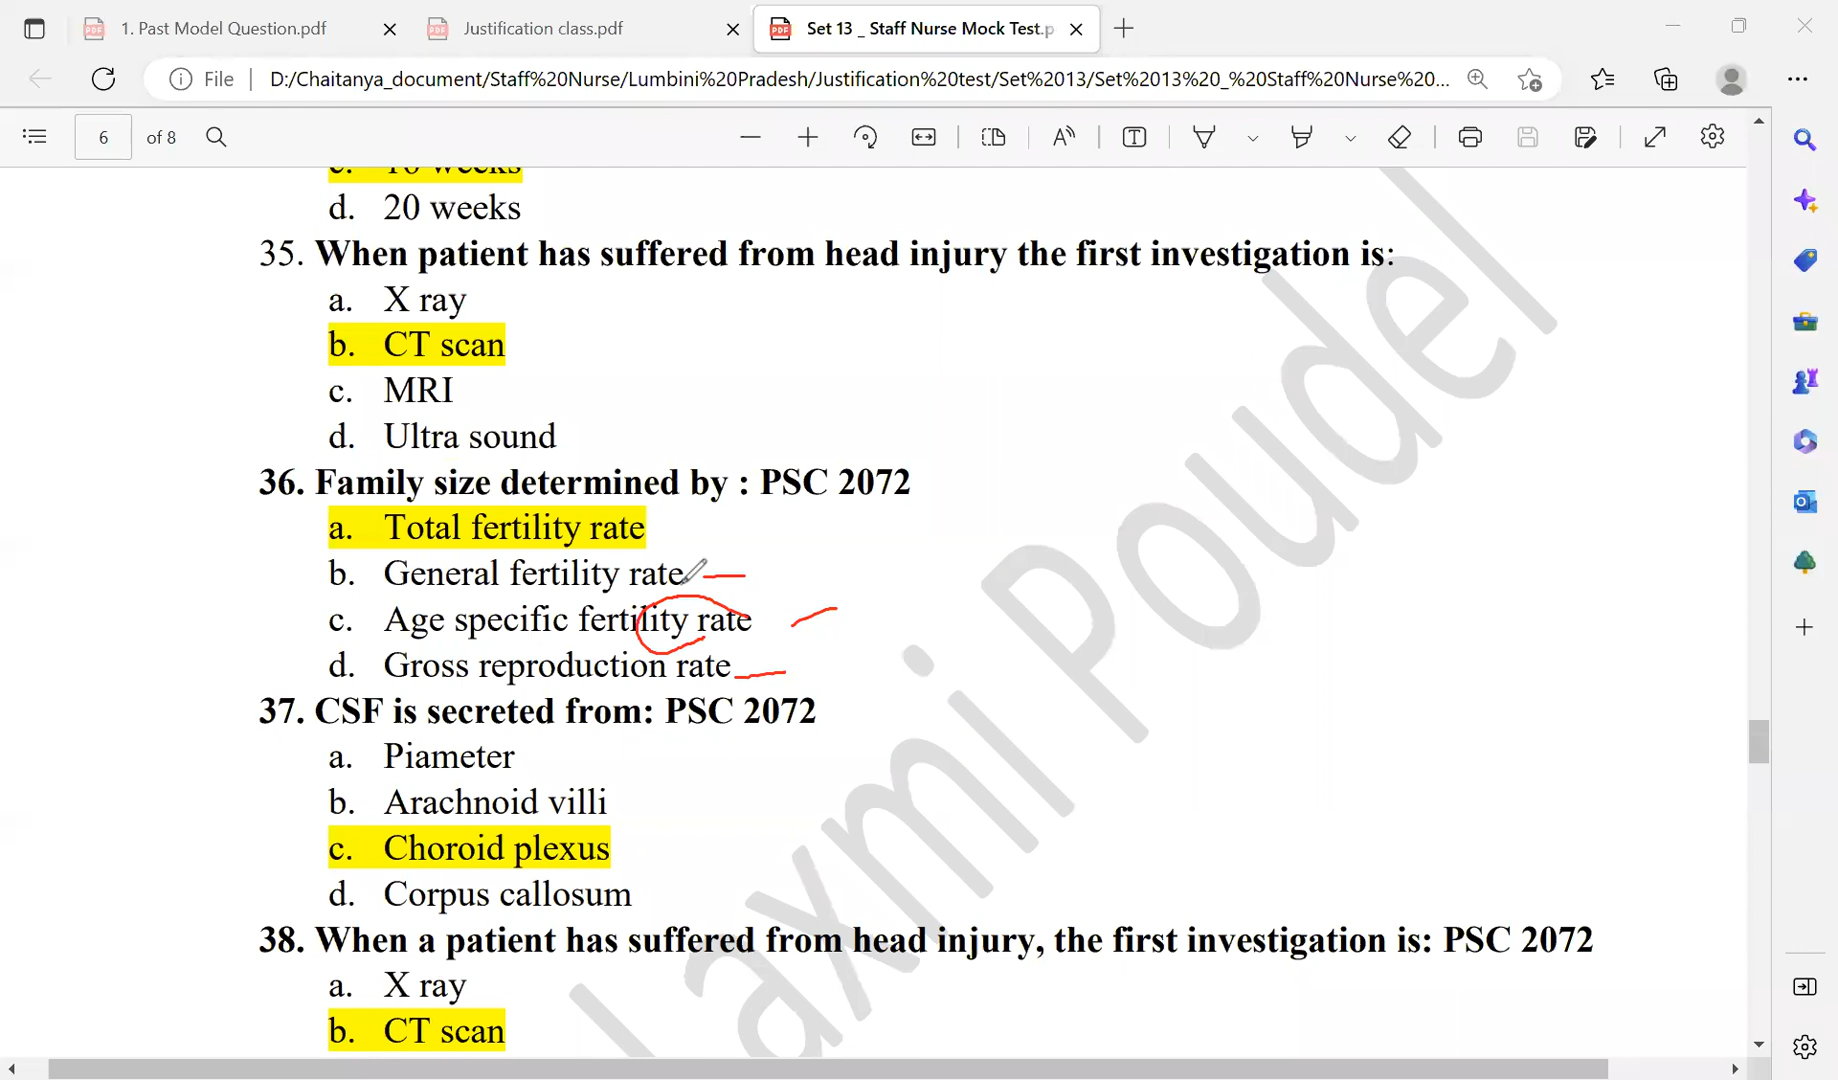 1. Past Model Question.pdf
Justification class.pdf
Set 13 _ Staff Nurse Mock Test.p
File
D:/Chaitanya_document/Staff%20Nurse/Lumbini%20Pradesh/Justification%20test/Set%2013/Set%2013%20_%20Staff%20Nurse%20...
6 of 8
d. 20 weeks
35. When patient has suffered from head injury the first investigation is:
a. X ray
b. CT scan
c. MRI
d. Ultra sound
36. Family size determined by : PSC 2072
a. Total fertility rate
b. General fertility rate
c. Age specific fertility rate
d. Gross reproduction rate
37. CSF is secreted from: PSC 2072
a. Piameter
b. Arachnoid villi
c. Choroid plexus
d. Corpus callosum
38. When a patient has suffered from head injury, the first investigation is: PSC 2072
a. X ray
b. CT scan
Laxmi Poudel